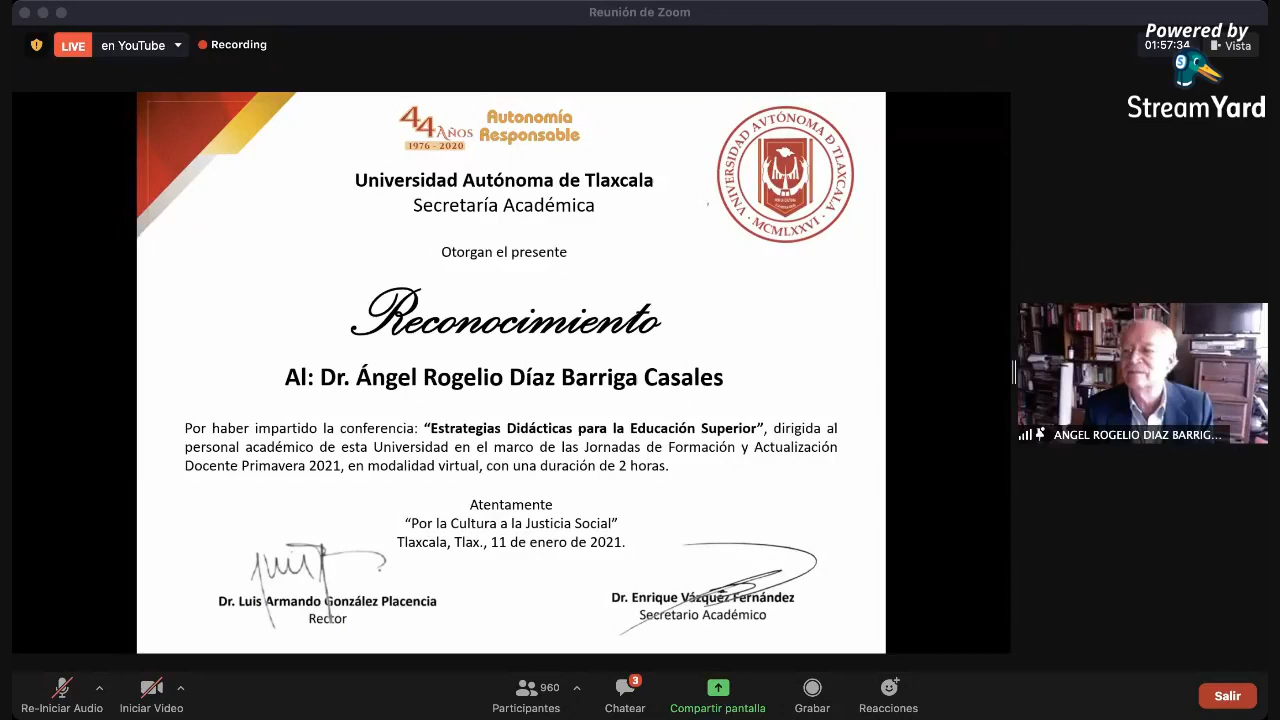 Reunión de Zoom
LIVE
en YouTube
Recording
Powered by
01:57:34
Vista
StreamYard
44 AÑOS
1976 - 2020
Autonomía
Responsable
UNIVERSIDAD AUTÓNOMA DE TLAXCALA
MCMLXXVI
Universidad Autónoma de Tlaxcala
Secretaría Académica
Otorgan el presente
Reconocimiento
Al: Dr. Ángel Rogelio Díaz Barriga Casales
Por haber impartido la conferencia: “Estrategias Didácticas para la Educación Superior”, dirigida al
personal académico de esta Universidad en el marco de las Jornadas de Formación y Actualización
Docente Primavera 2021, en modalidad virtual, con una duración de 2 horas.
Atentamente
“Por la Cultura a la Justicia Social”
Tlaxcala, Tlax., 11 de enero de 2021.
Dr. Luis Armando González Placencia
Rector
Dr. Enrique Vázquez Fernández
Secretario Académico
ANGEL ROGELIO DIAZ BARRIG...
Re-Iniciar Audio
Iniciar Video
960
Participantes
3
Chatear
Compartir pantalla
Grabar
Reacciones
Salir